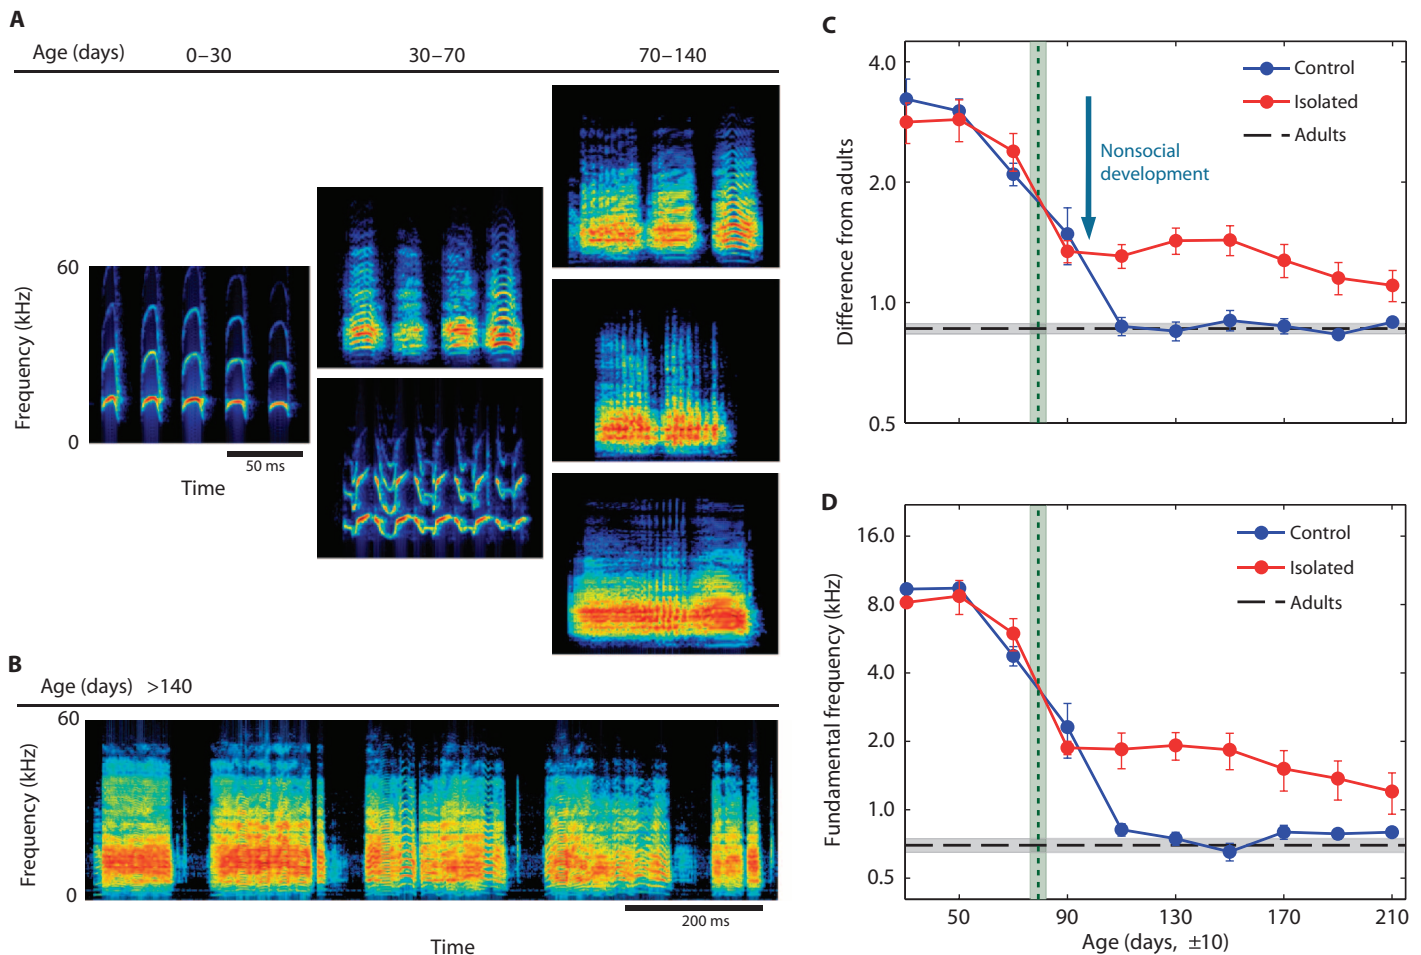 A
Age (days) 0–30 30–70 70–140
60
Frequency (kHz)
0
50 ms
Time
B
Age (days) >140
60
Frequency (kHz)
0
200 ms
Time
C
4.0
2.0
1.0
0.5
Difference from adults
Control
Isolated
Adults
Nonsocial
development
D
16.0
8.0
4.0
2.0
1.0
0.5
Fundamental frequency (kHz)
Control
Isolated
Adults
50 90 130 170 210
Age (days, ±10)